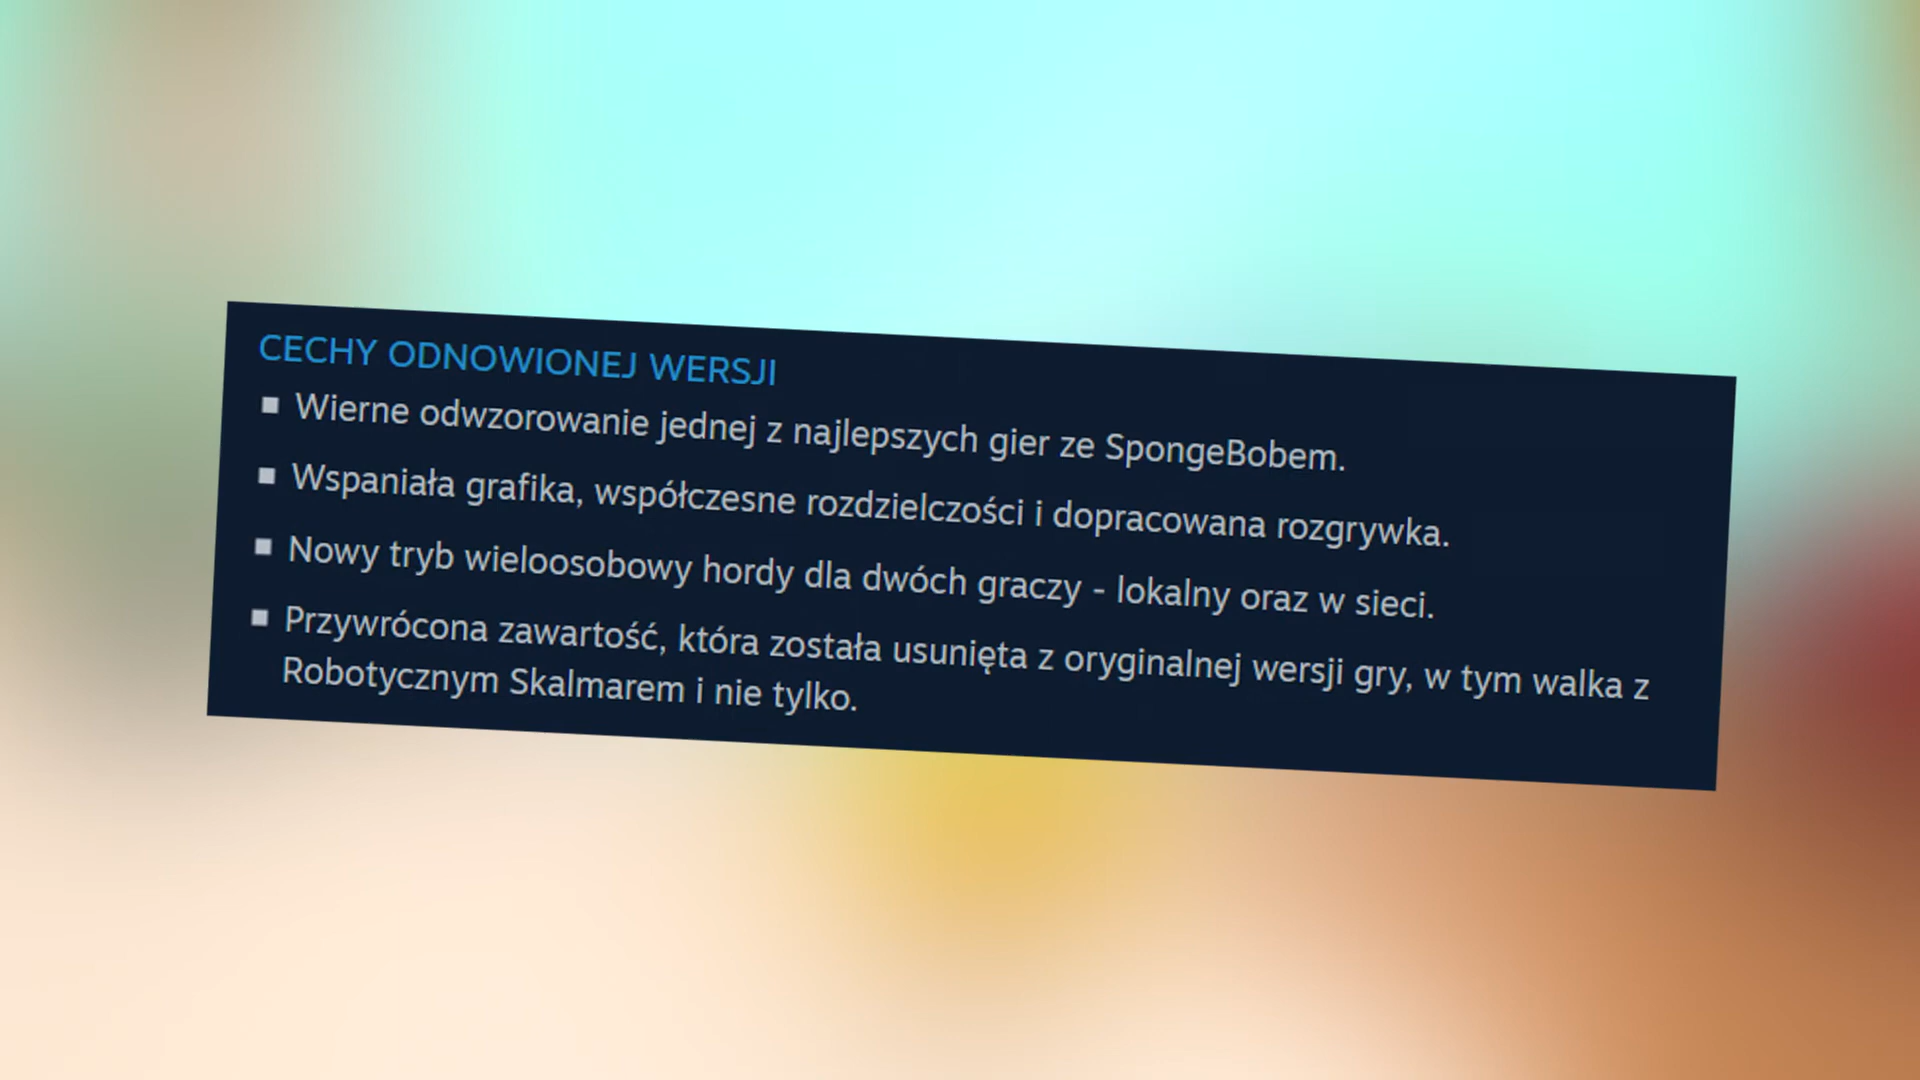 CECHY ODNOWIONEJ WERSJI
■ Wierne odwzorowanie jednej z najlepszych gier ze SpongeBobem.
■ Wspaniała grafika, współczesne rozdzielczości i dopracowana rozgrywka.
■ Nowy tryb wieloosobowy hordy dla dwóch graczy - lokalny oraz w sieci.
■ Przywrócona zawartość, która została usunięta z oryginalnej wersji gry, w tym walka z
Robotycznym Skalmarem i nie tylko.